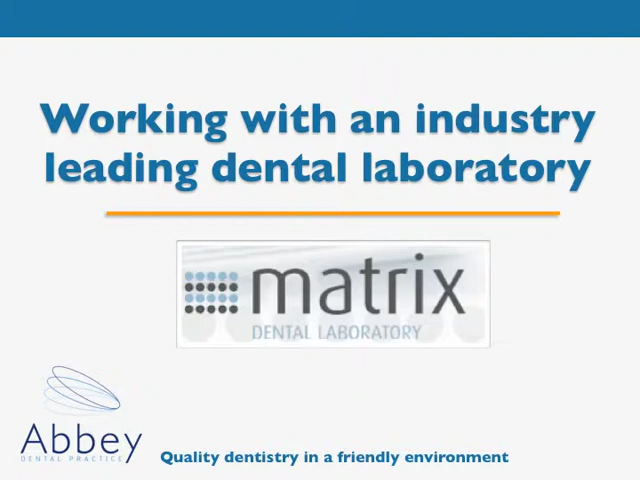 Working with an industry
leading dental laboratory
matrix
DENTAL LABORATORY
Abbey
DENTAL PRACTICE
Quality dentistry in a friendly environment